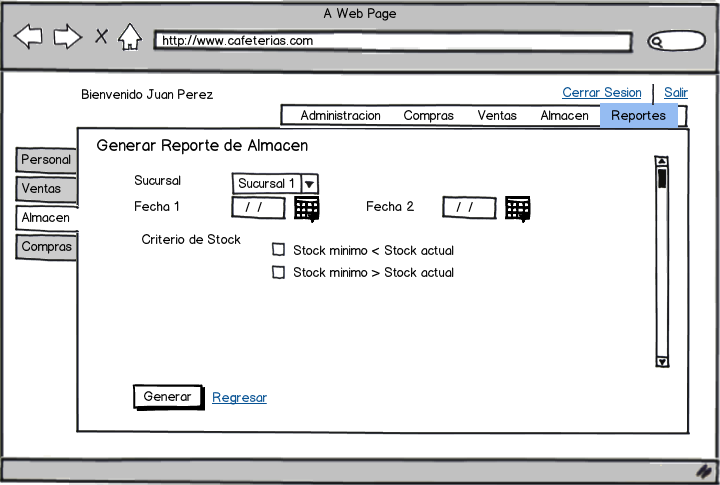 A Web Page
http://www.cafeterias.com
Bienvenido Juan Perez
Cerrar Sesion Salir
Administracion Compras Ventas Almacen Reportes
Generar Reporte de Almacen
Personal
Ventas
Almacen
Compras
Sucursal Sucursal 1
Fecha 1 / / Fecha 2 / /
Criterio de Stock
Stock minimo < Stock actual
Stock minimo > Stock actual
Generar Regresar